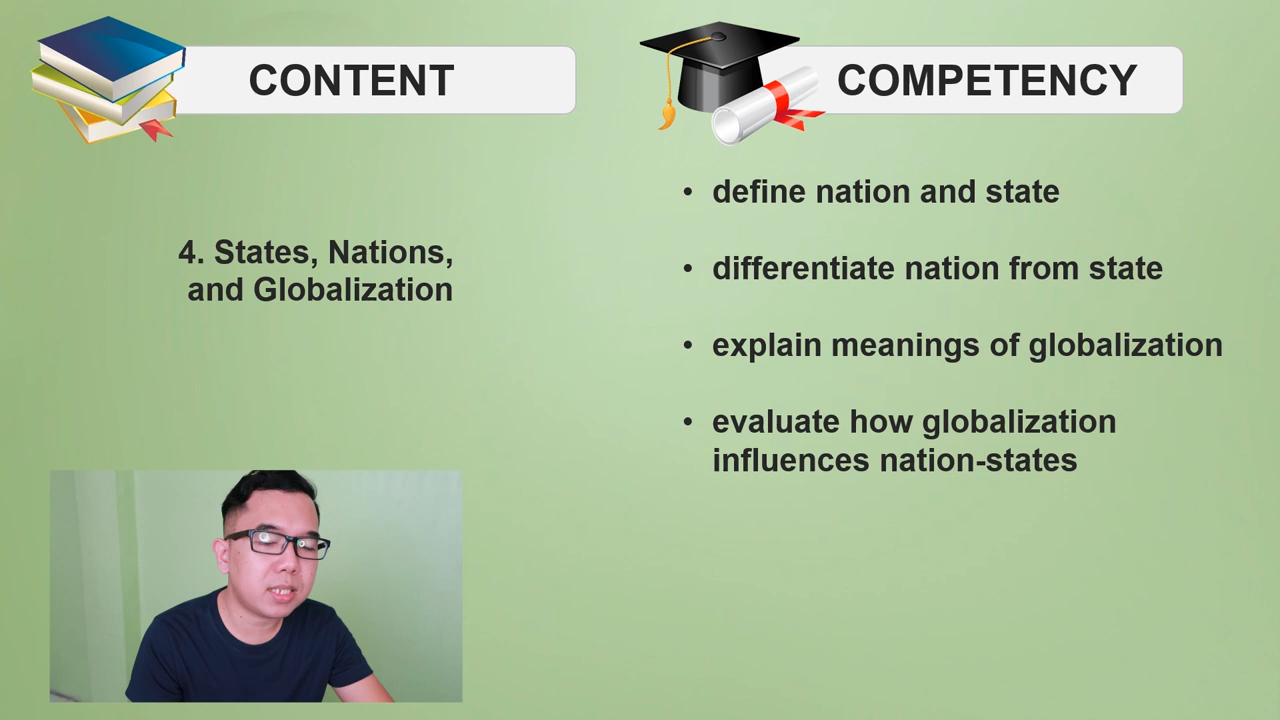 CONTENT
4. States, Nations,
and Globalization
COMPETENCY
• define nation and state
• differentiate nation from state
• explain meanings of globalization
• evaluate how globalization
influences nation-states